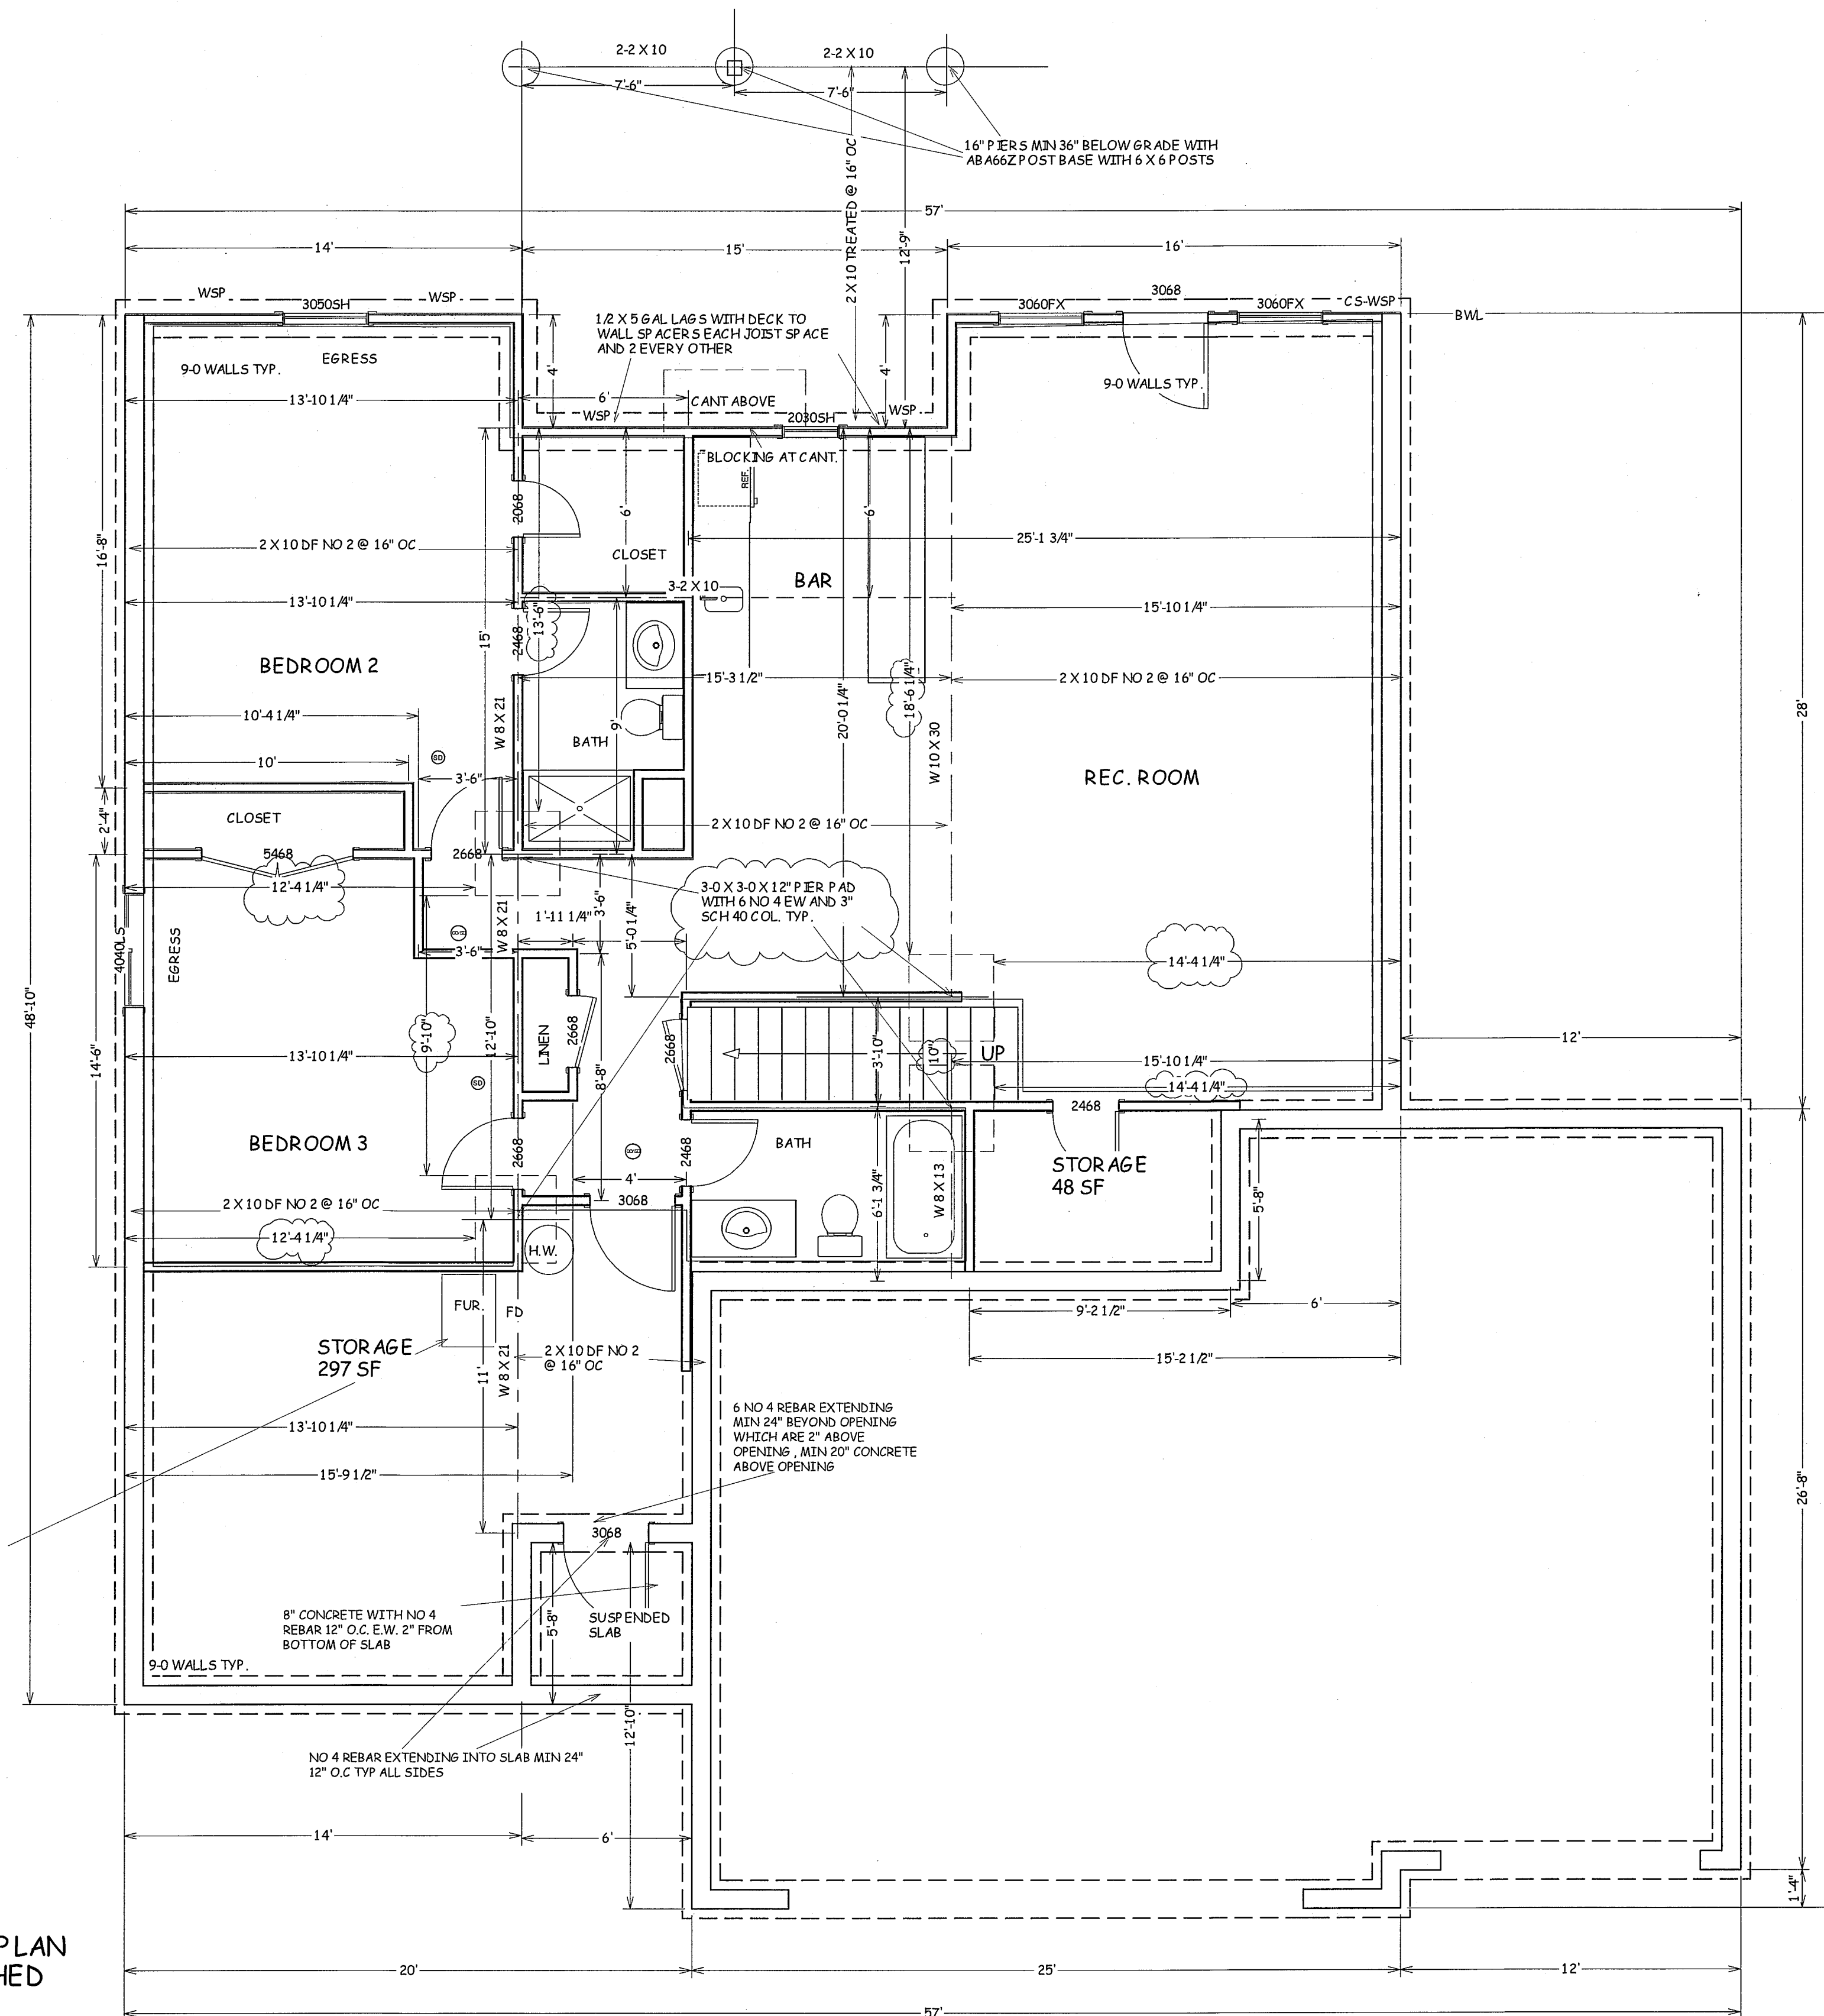 2-2 X 10
2-2 X 10
7'-6"
7'-6"
16" PIERS MIN 36" BELOW GRADE WITH
ABA66Z POST BASE WITH 6 X 6 POSTS
2 X 10 TREATED @ 16" OC
12'-9"
57'
14'
15'
16'
WSP
3050SH
WSP
3060FX
3068
3060FX
CS-WSP
BWL
1/2 X 5 GAL LAGS WITH DECK TO
WALL SPACERS EACH JOIST SPACE
AND 2 EVERY OTHER
EGRESS
9-0 WALLS TYP.
4'
4'
9-0 WALLS TYP.
13'-10 1/4"
6'
CANT ABOVE
WSP
2030SH
WSP
BLOCKING AT CANT.
REF.
2068
6'
6'
16'-8"
2 X 10 DF NO 2 @ 16" OC
CLOSET
25'-1 3/4"
3-2 X 10
BAR
13'-10 1/4"
15'-10 1/4"
2468
13'-6"
15'
BEDROOM 2
15'-3 1/2"
2 X 10 DF NO 2 @ 16" OC
18'-6 1/4"
20'-0 1/4"
28'
10'-4 1/4"
W 8 X 21
9'
BATH
W 10 X 30
SD
10'
3'-6"
REC. ROOM
CLOSET
2'-4"
2 X 10 DF NO 2 @ 16" OC
5468
2668
12'-4 1/4"
3-0 X 3-0 X 12" PIER PAD
WITH 6 NO 4 EW AND 3"
SCH 40 COL. TYP.
W 8 X 21
1'-11 1/4"
3'-6"
5'-0 1/4"
4040LS
EGRESS
3'-6"
14'-4 1/4"
48'-10"
14'-6"
9'-10"
12'-10"
LINEN
2668
2668
3'-10"
10"
UP
12'
13'-10 1/4"
15'-10 1/4"
SD
8'-8"
14'-4 1/4"
2468
BEDROOM 3
2668
2468
BATH
STORAGE
48 SF
4'
3068
6'-1 3/4"
W 8 X 13
5'-8"
2 X 10 DF NO 2 @ 16" OC
12'-4 1/4"
H.W.
FUR.
FD
9'-2 1/2"
6'
STORAGE
297 SF
11'
W 8 X 21
2 X 10 DF NO 2
@ 16" OC
15'-2 1/2"
13'-10 1/4"
15'-9 1/2"
6 NO 4 REBAR EXTENDING
MIN 24" BEYOND OPENING
WHICH ARE 2" ABOVE
OPENING , MIN 20" CONCRETE
ABOVE OPENING
26'-8"
3068
8" CONCRETE WITH NO 4
REBAR 12" O.C. E.W. 2" FROM
BOTTOM OF SLAB
5'-8"
SUSPENDED
SLAB
9-0 WALLS TYP.
12'-10"
NO 4 REBAR EXTENDING INTO SLAB MIN 24"
12" O.C TYP ALL SIDES
14'
6'
1'-4"
PLAN
HED
20'
25'
12'
57'